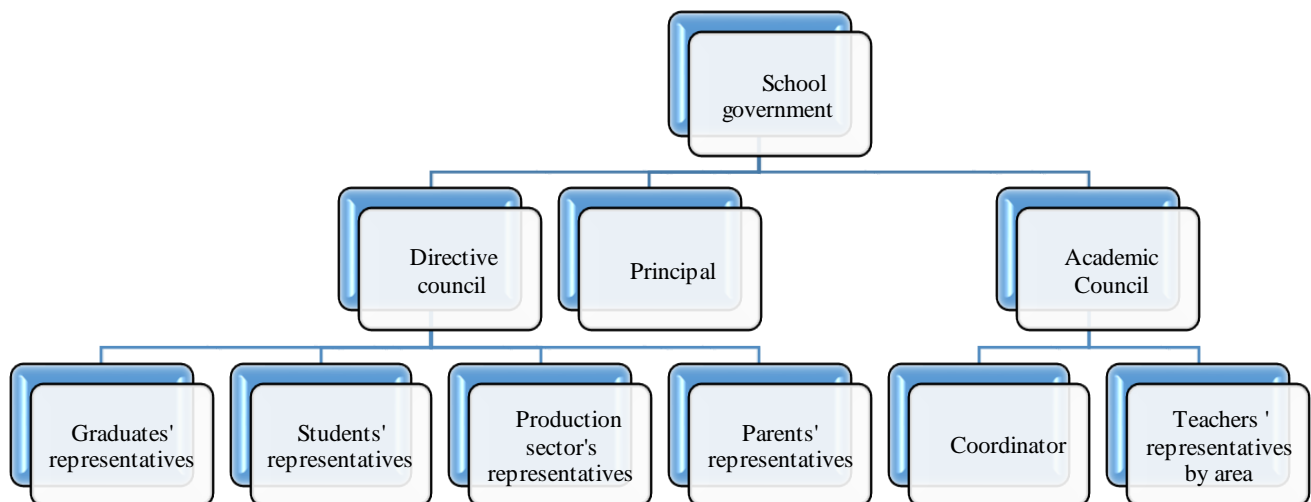 School
government
Directive
council
Principal
Academic
Council
Graduates'
representatives
Students'
representatives
Production
sector's
representatives
Parents'
representatives
Coordinator
Teachers '
representatives
by area